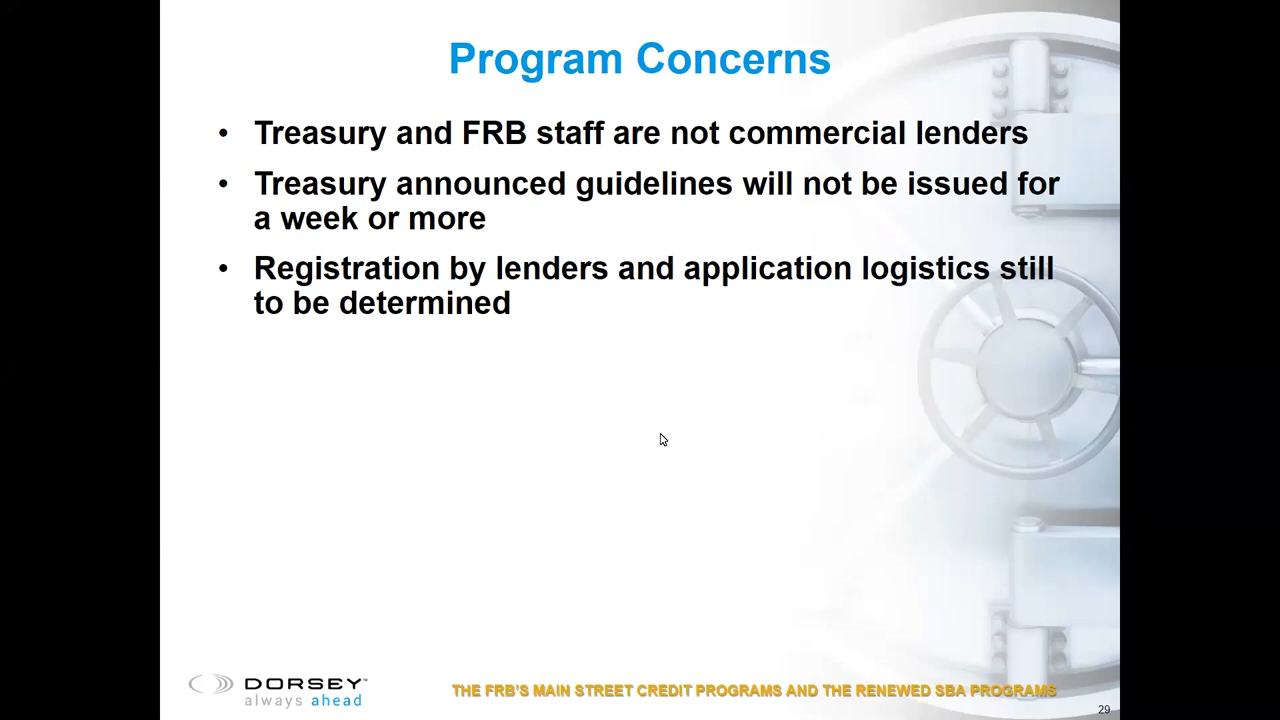 Program Concerns
• Treasury and FRB staff are not commercial lenders
• Treasury announced guidelines will not be issued for
a week or more
• Registration by lenders and application logistics still
to be determined
DORSEY™
always ahead
THE FRB'S MAIN STREET CREDIT PROGRAMS AND THE RENEWED SBA PROGRAMS
29